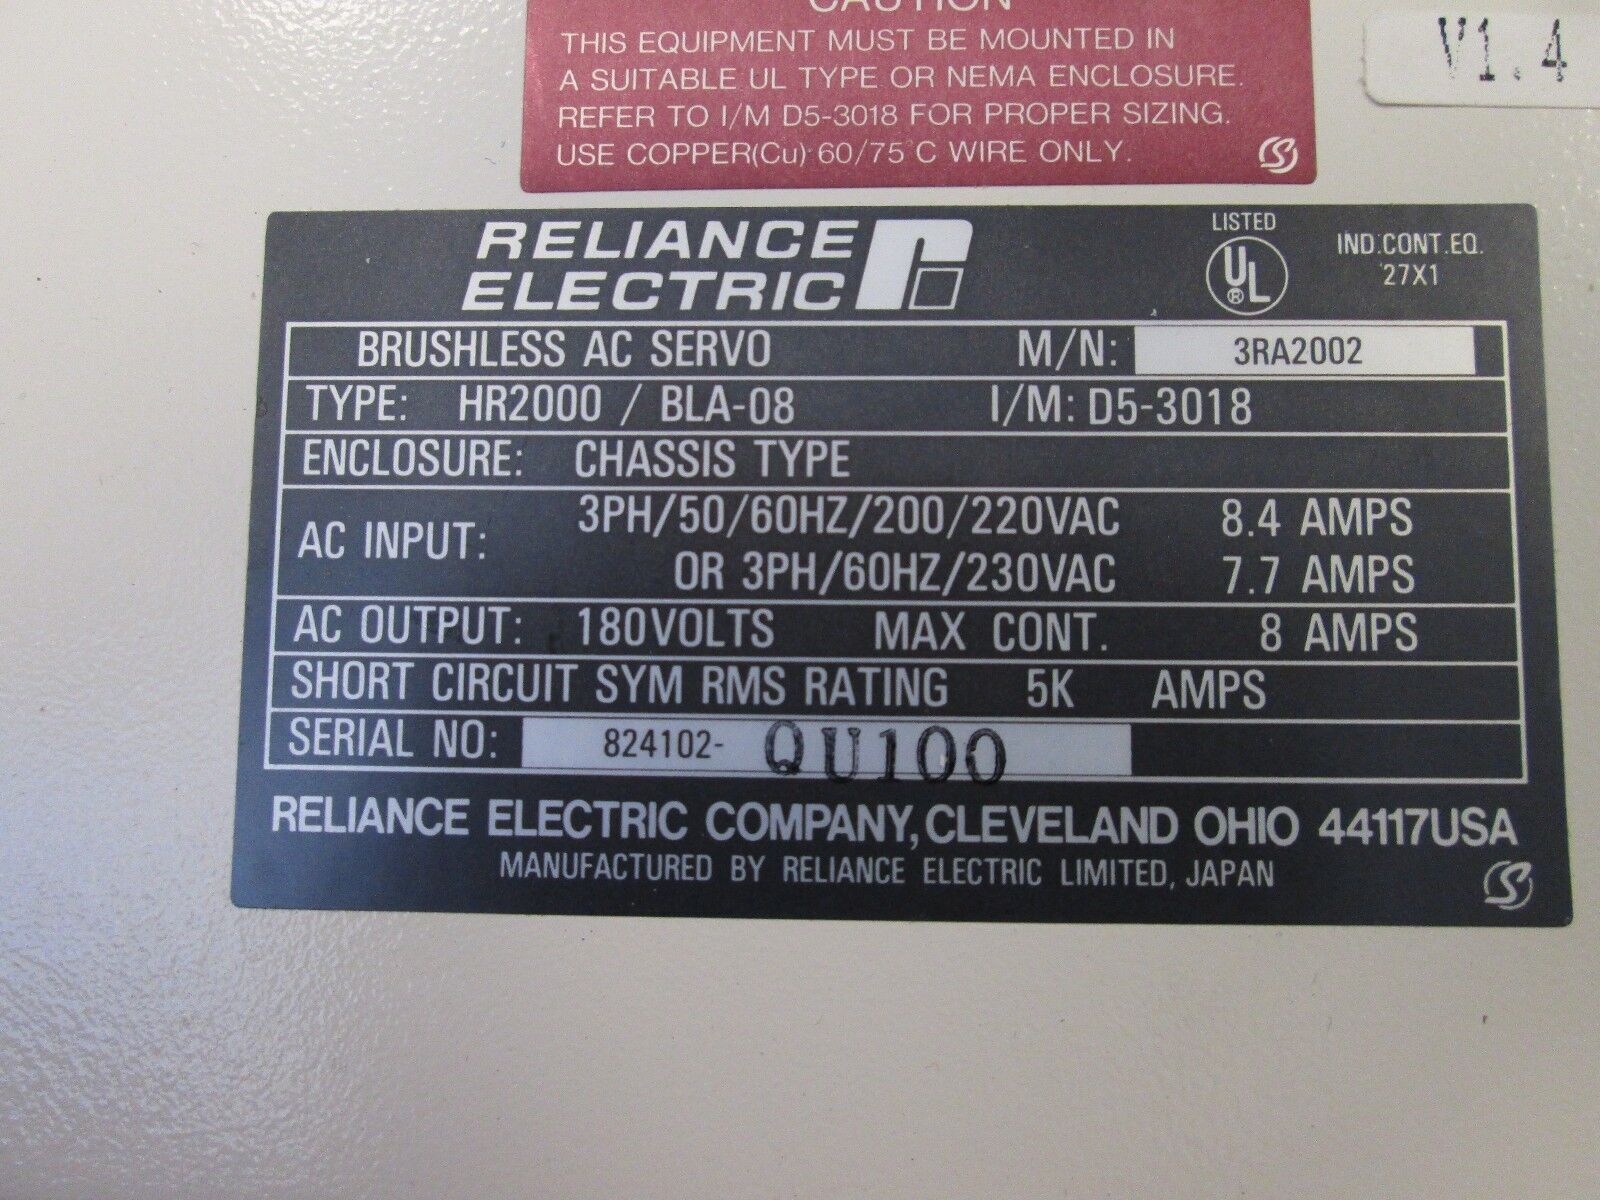 CAUTION
THIS EQUIPMENT MUST BE MOUNTED IN
A SUITABLE UL TYPE OR NEMA ENCLOSURE.
REFER TO I/M D5-3018 FOR PROPER SIZING.
USE COPPER(Cu) 60/75°C WIRE ONLY.
V1.4
RELIANCE
ELECTRIC
LISTED
UL
®
IND.CONT.EQ.
27X1
BRUSHLESS AC SERVO M/N: 3RA2002
TYPE: HR2000 / BLA-08 I/M: D5-3018
ENCLOSURE: CHASSIS TYPE
AC INPUT: 3PH/50/60HZ/200/220VAC 8.4 AMPS
OR 3PH/60HZ/230VAC 7.7 AMPS
AC OUTPUT: 180VOLTS MAX CONT. 8 AMPS
SHORT CIRCUIT SYM RMS RATING 5K AMPS
SERIAL NO: 824102- QU100
RELIANCE ELECTRIC COMPANY, CLEVELAND OHIO 44117USA
MANUFACTURED BY RELIANCE ELECTRIC LIMITED, JAPAN